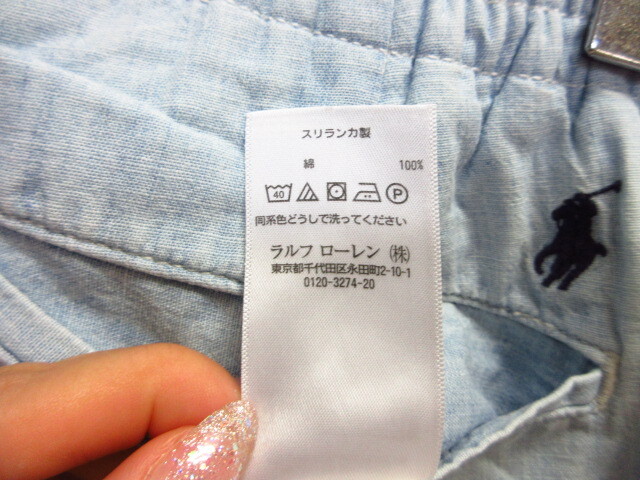 スリランカ製
綿 100%
40 P
同系色どうしで洗ってください
ラルフ ローレン (株)
東京都千代田区永田町2-10-1
0120-3274-20